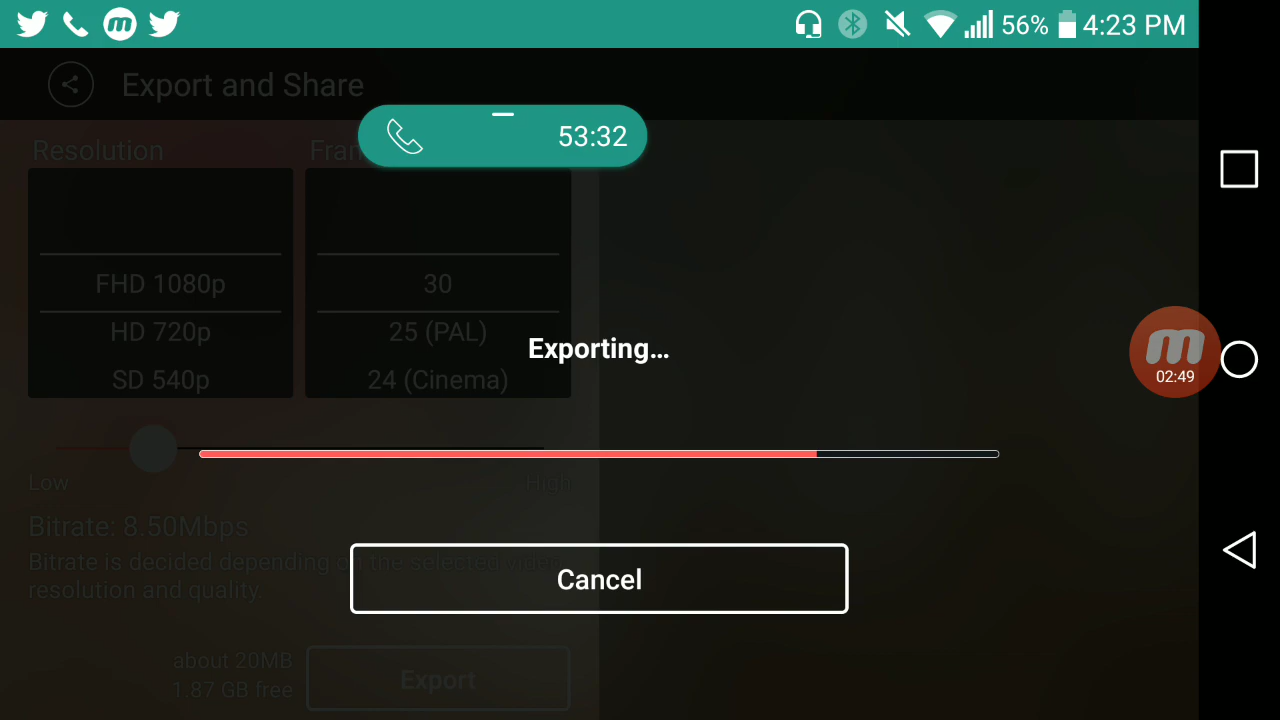 56% 4:23 PM
Export and Share
53:32
Resolution
Fran
FHD 1080p
HD 720p
SD 540p
30
25 (PAL)
24 (Cinema)
Exporting...
02:49
Low
High
Bitrate: 8.50Mbps
Bitrate is decided depending on the selected video
resolution and quality.
Cancel
about 20MB
1.87 GB free
Export